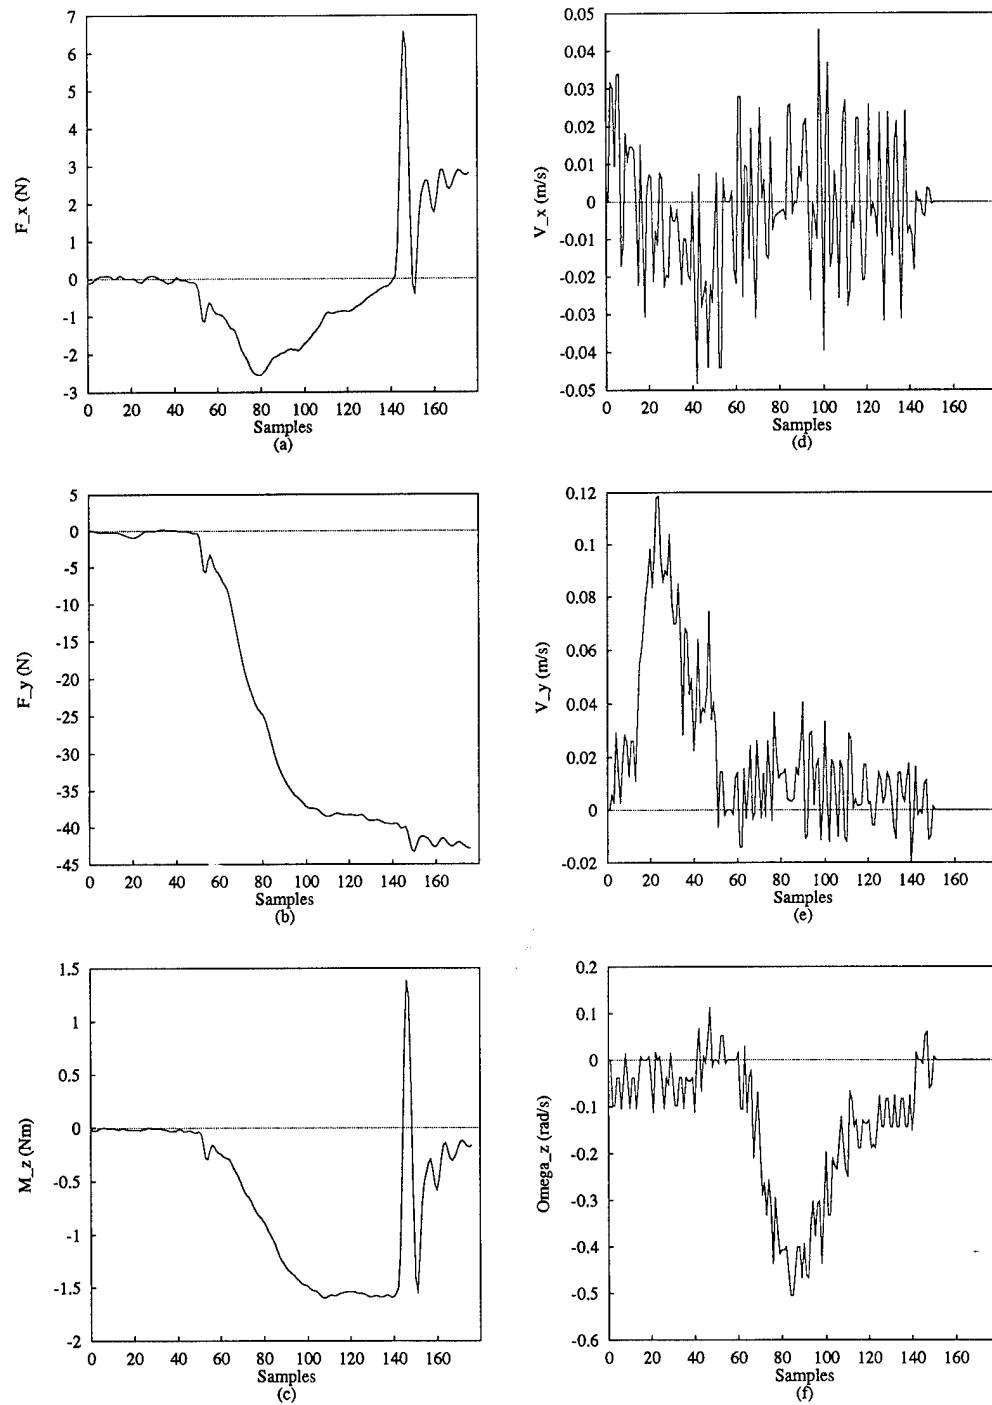 7
6
5
4
3
2
1
0
-1
-2
-3
F_x (N)
0 20 40 60 80 100 120 140 160
Samples
(a)
0.05
0.04
0.03
0.02
0.01
0
-0.01
-0.02
-0.03
-0.04
-0.05
V_x (m/s)
0 20 40 60 80 100 120 140 160
Samples
(d)
5
0
-5
-10
-15
-20
-25
-30
-35
-40
-45
F_y (N)
0 20 40 60 80 100 120 140 160
Samples
(b)
0.12
0.1
0.08
0.06
0.04
0.02
0
-0.02
V_y (m/s)
0 20 40 60 80 100 120 140 160
Samples
(e)
1.5
1
0.5
0
-0.5
-1
-1.5
-2
M_z (Nm)
0 20 40 60 80 100 120 140 160
Samples
(c)
0.2
0.1
0
-0.1
-0.2
-0.3
-0.4
-0.5
-0.6
Omega_z (rad/s)
0 20 40 60 80 100 120 140 160
Samples
(f)